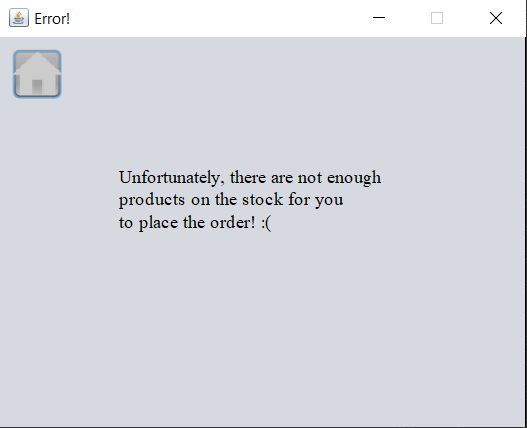 Error!
Unfortunately, there are not enough
products on the stock for you
to place the order! :(